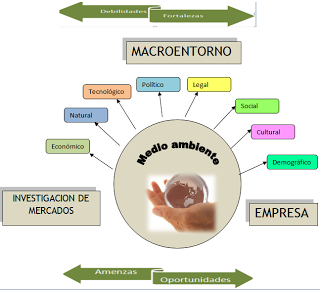 Debilidades
Fortalezas
MACROENTORNO
Tecnológico
Político
Legal
Natural
Social
Económico
Cultural
Demográfico
Medio ambiente
INVESTIGACION DE
MERCADOS
EMPRESA
Amenzas
Oportunidades